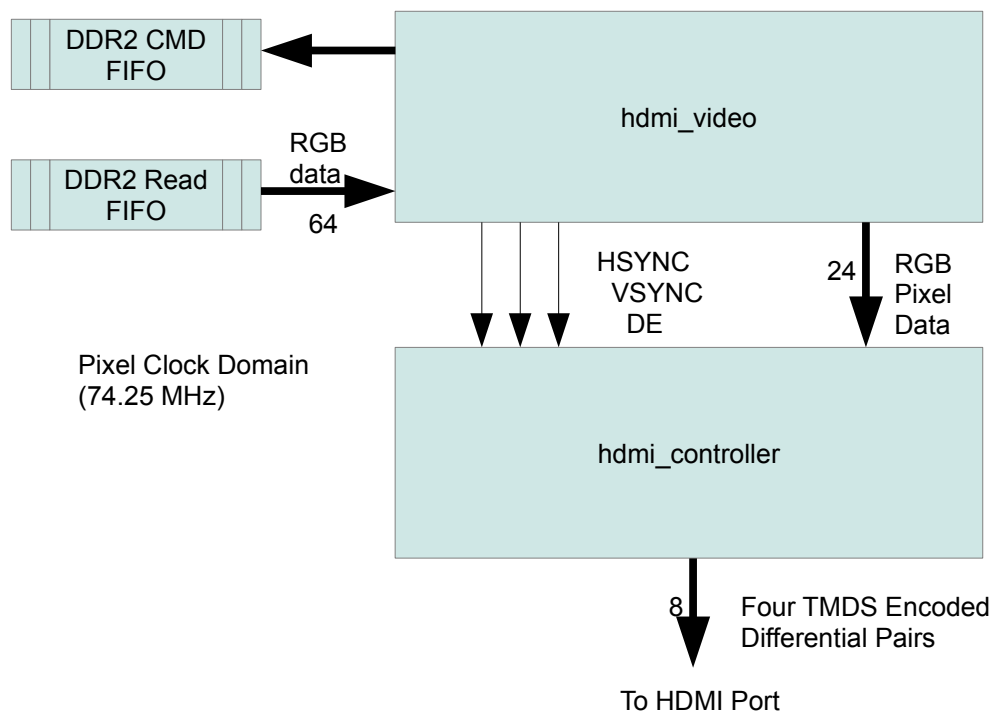 DDR2 CMD
FIFO
hdmi_video
RGB
data
DDR2 Read
FIFO
64
HSYNC
VSYNC
DE
24
RGB
Pixel
Data
Pixel Clock Domain
(74.25 MHz)
hdmi_controller
8
Four TMDS Encoded
Differential Pairs
To HDMI Port